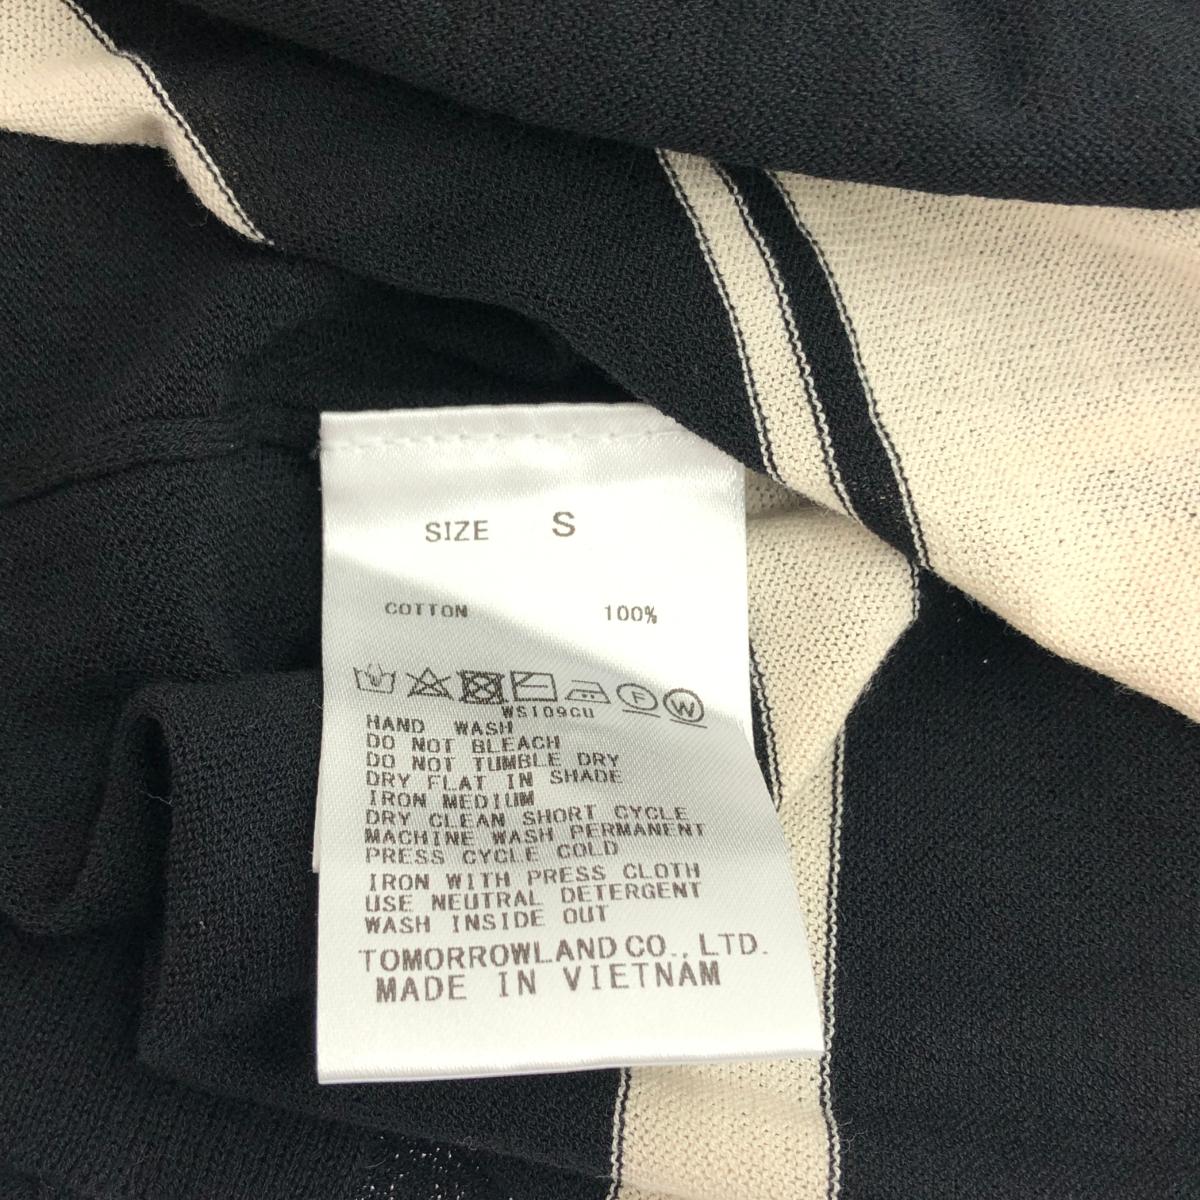 SIZE S
COTTON 100%
F W
WS109CU
HAND WASH
DO NOT BLEACH
DO NOT TUMBLE DRY
DRY FLAT IN SHADE
IRON MEDIUM
DRY CLEAN SHORT CYCLE
MACHINE WASH PERMANENT
PRESS CYCLE COLD
IRON WITH PRESS CLOTH
USE NEUTRAL DETERGENT
WASH INSIDE OUT
TOMORROWLAND CO., LTD.
MADE IN VIETNAM